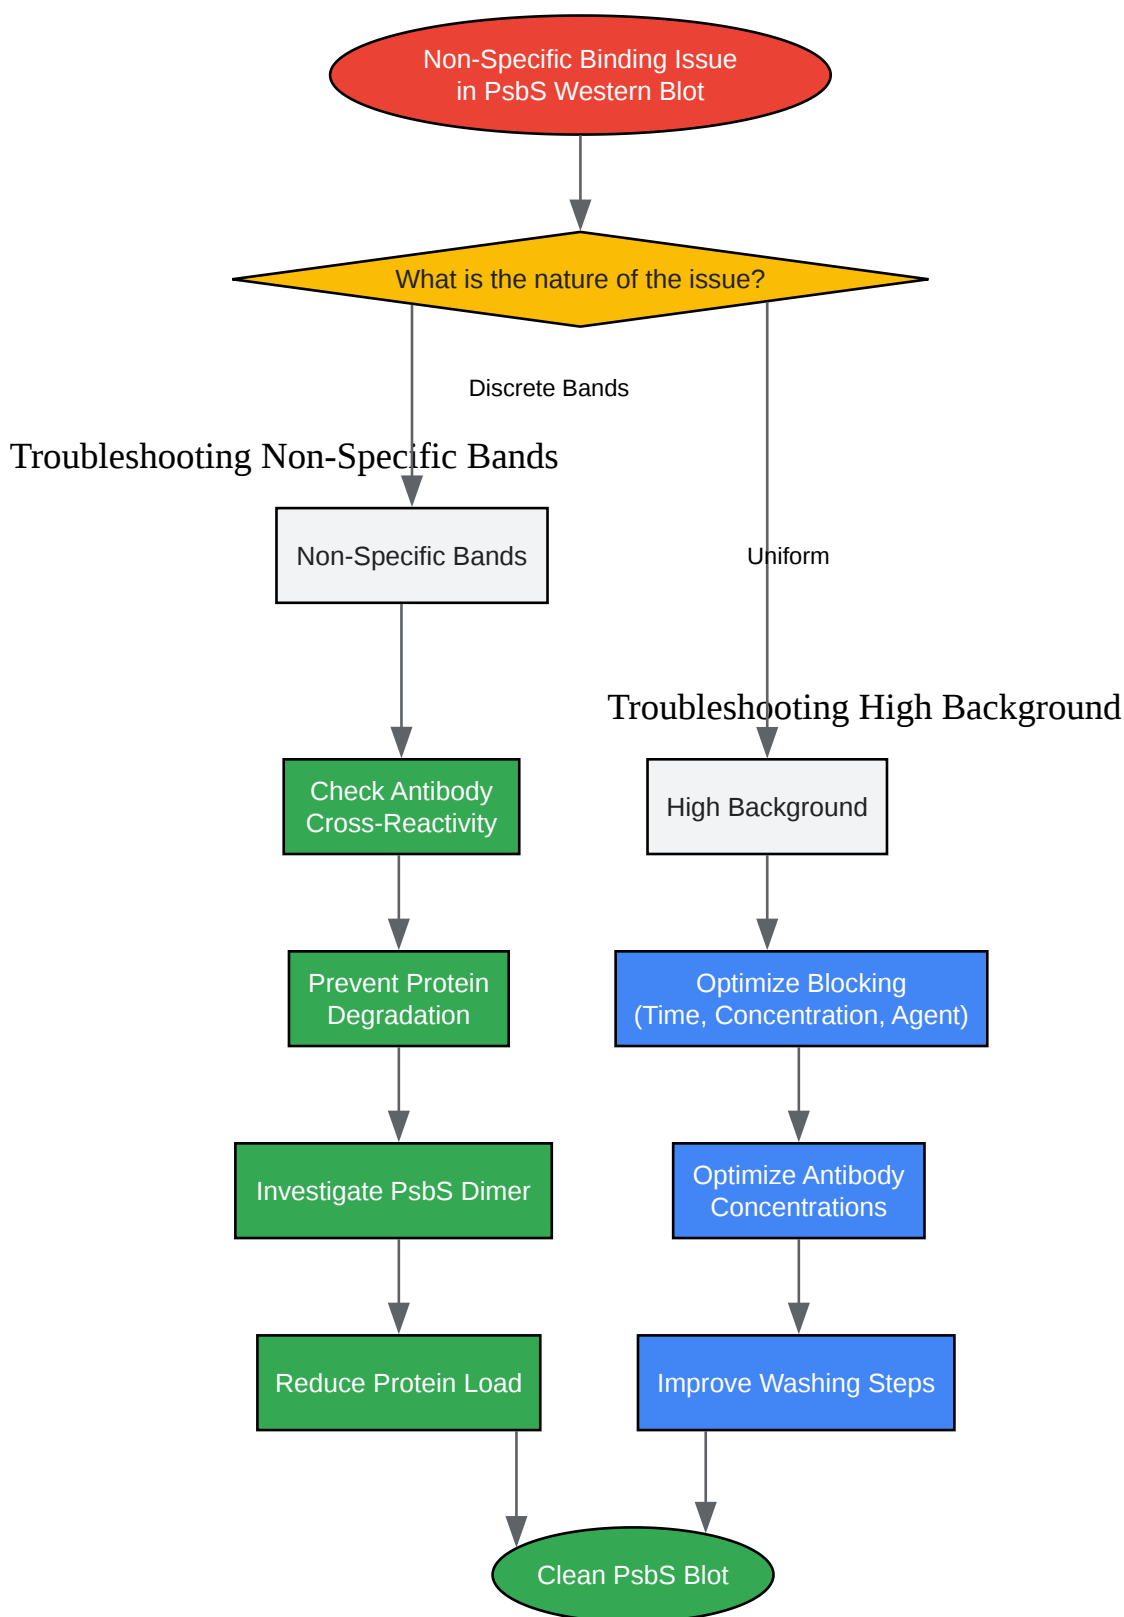 Non-Specific Binding Issue
in PsbS Western Blot
What is the nature of the issue?
Discrete Bands
Troubleshooting Non-Specific Bands
Non-Specific Bands
Uniform
Troubleshooting High Background
Check Antibody
Cross-Reactivity
High Background
Prevent Protein
Degradation
Optimize Blocking
(Time, Concentration, Agent)
Investigate PsbS Dimer
Optimize Antibody
Concentrations
Reduce Protein Load
Improve Washing Steps
Clean PsbS Blot